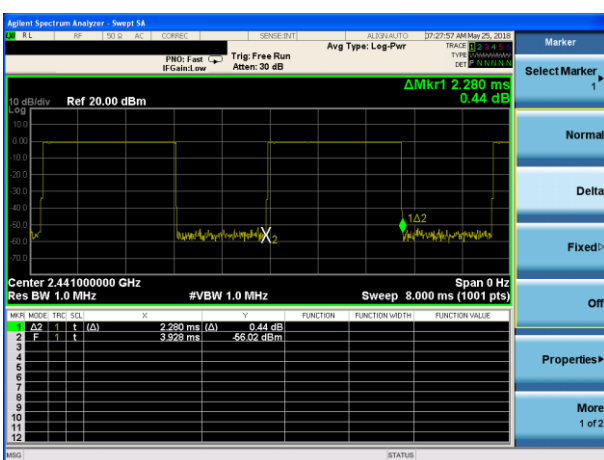 Agilent Spectrum Analyzer - Swept SA
RL RF 50 Ω AC CORREC SENSE:INT ALIGN AUTO 07:27:57 AM May 25, 2018
Avg Type: Log-Pwr TRACE 1 2 3 4 5 6
PNO: Fast Trig: Free Run TYPE
IFGain:Low Atten: 30 dB DET P N N N N N
ΔMkr1 2.280 ms
0.44 dB
10 dB/div Ref 20.00 dBm
Log
10.0
0.00
-10.0
-20.0
-30.0
-40.0
-50.0
-60.0
-70.0
1Δ2
X2
Center 2.441000000 GHz Span 0 Hz
Res BW 1.0 MHz #VBW 1.0 MHz Sweep 8.000 ms (1001 pts)
MKR MODE TRC SCL X Y FUNCTION FUNCTION WIDTH FUNCTION VALUE
1 Δ2 1 t (Δ) 2.280 ms (Δ) 0.44 dB
2 F 1 t 3.928 ms -56.02 dBm
3
4
5
6
7
8
9
10
11
12
MSG STATUS
Marker
Select Marker
1
Normal
Delta
Fixed
Off
Properties
More
1 of 2